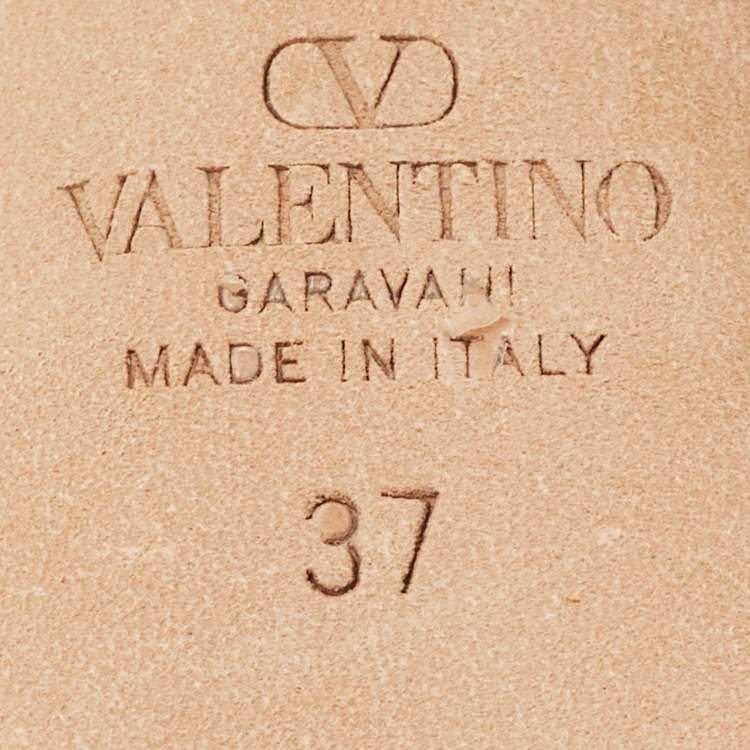 V
VALENTINO
GARAVANI
MADE IN ITALY
37